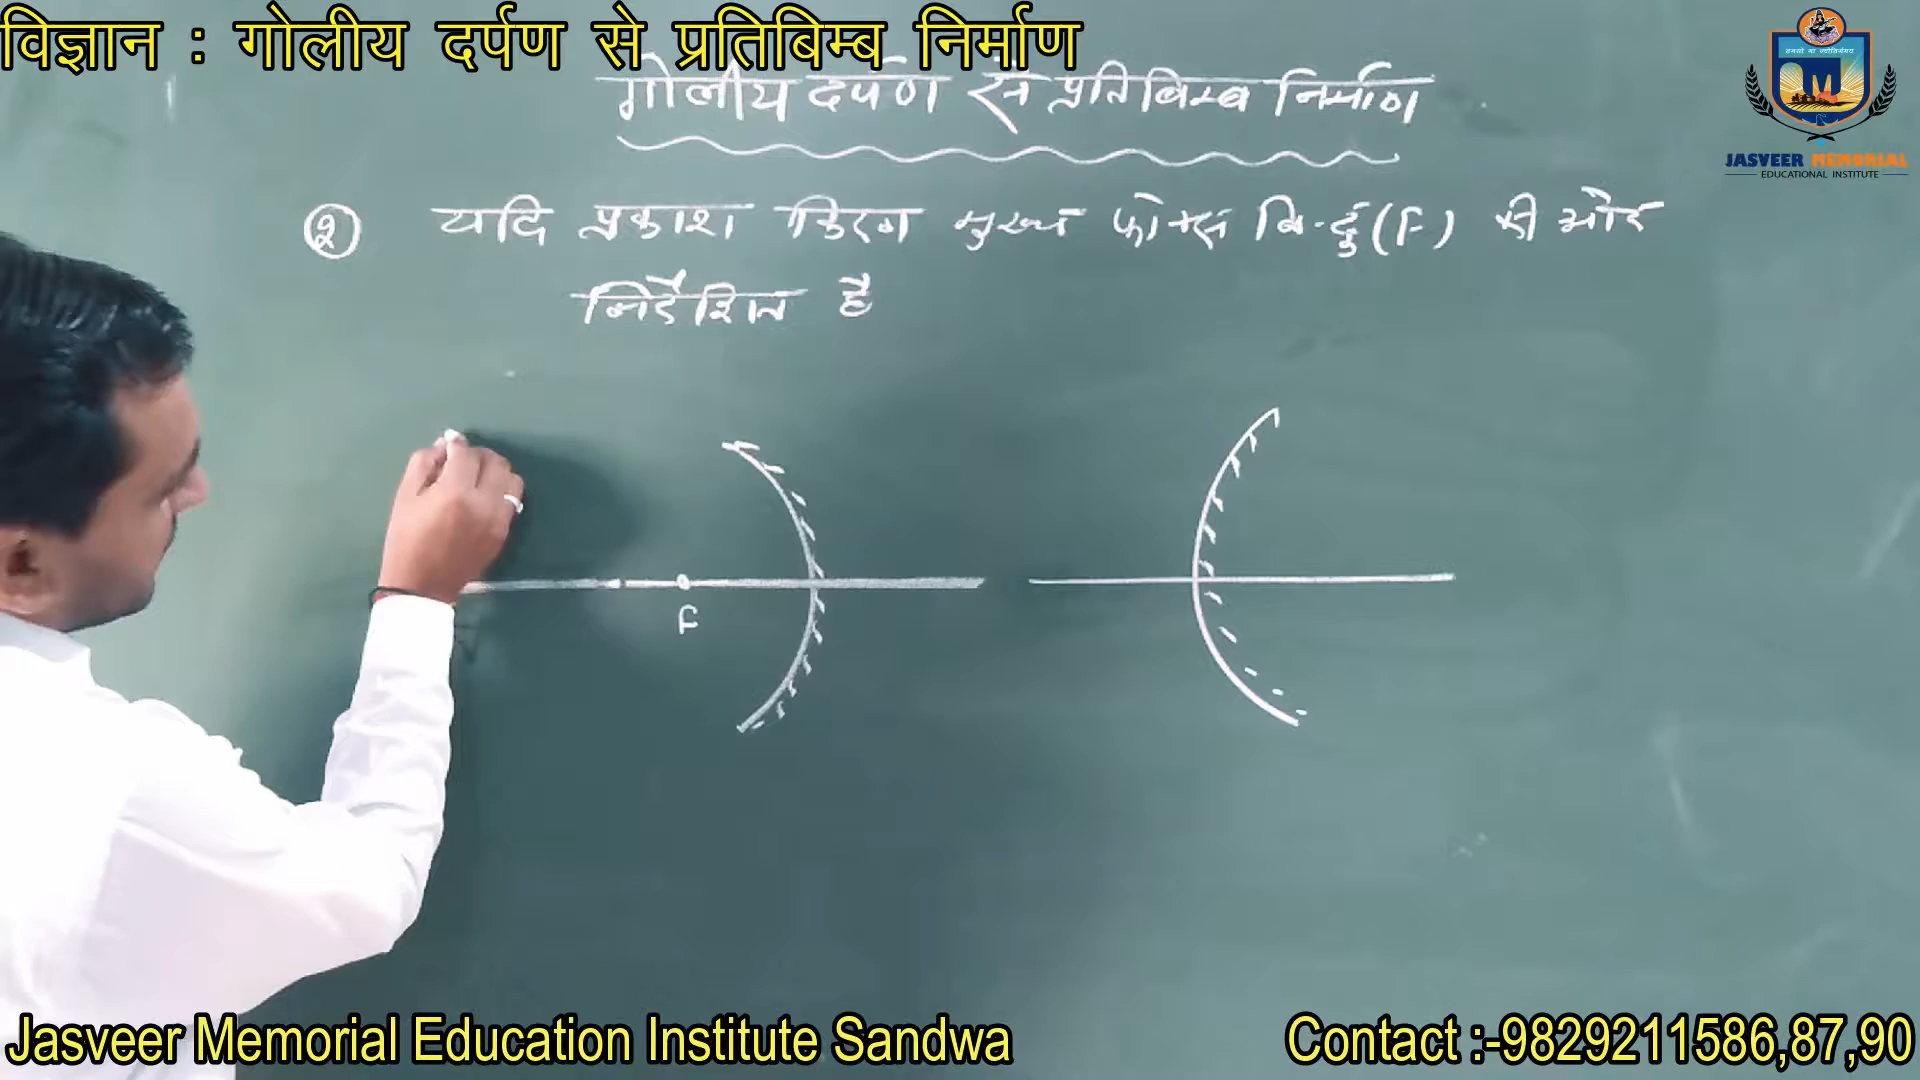 विज्ञान : गोलीय दर्पण से प्रतिबिम्ब निर्माण
गोलीय दर्पण से प्रतिबिम्ब निर्माण
JASVEER MEMORIAL
EDUCATIONAL INSTITUTE
② यदि प्रकाश किरण मुख्य फोकस बिन्दु (F) की ओर
निर्देशित है
F
Jasveer Memorial Education Institute Sandwa
Contact :-9829211586,87,90